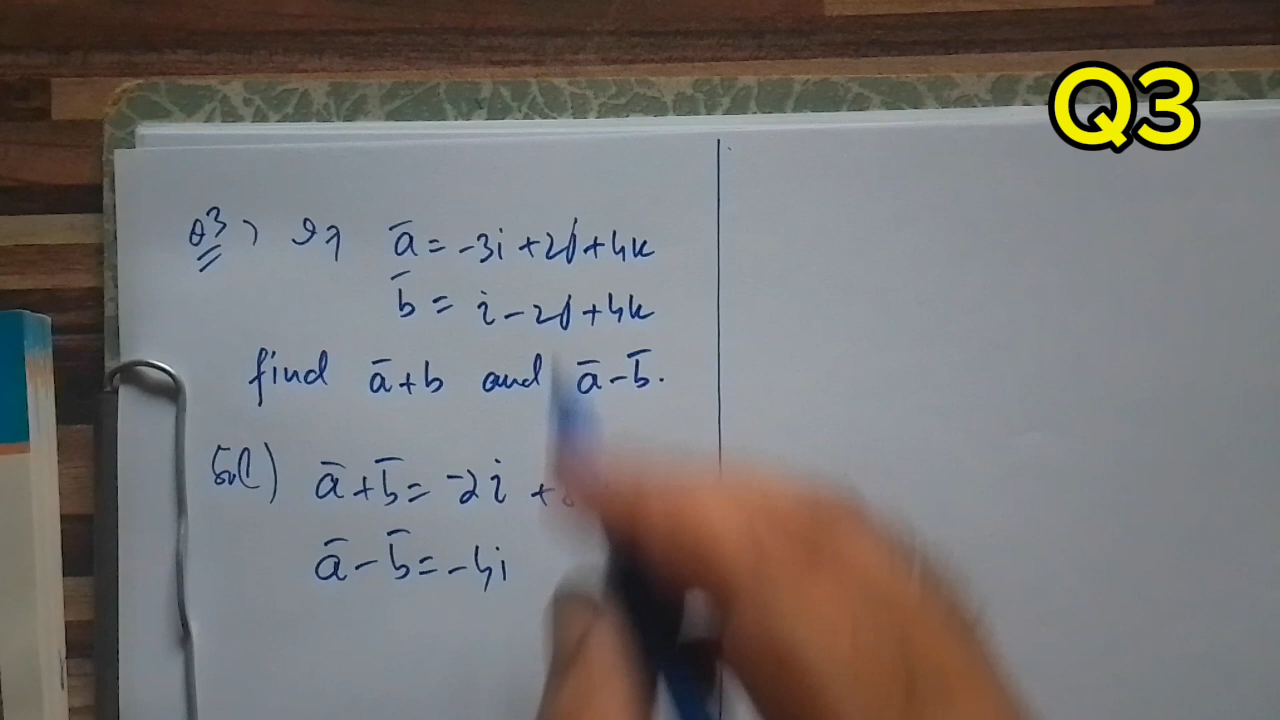 Q3
Q3) If a̅ = -3i + 2j + 4k
b̅ = i - 2j + 4k
find a̅ + b and a̅ - b̅.
Sol) a̅ + b̅ = -2i +
a̅ - b̅ = -4i